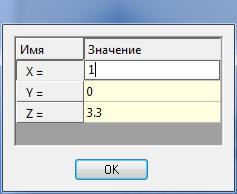 Имя Значение
X = 1
Y = 0
Z = 3.3
OK